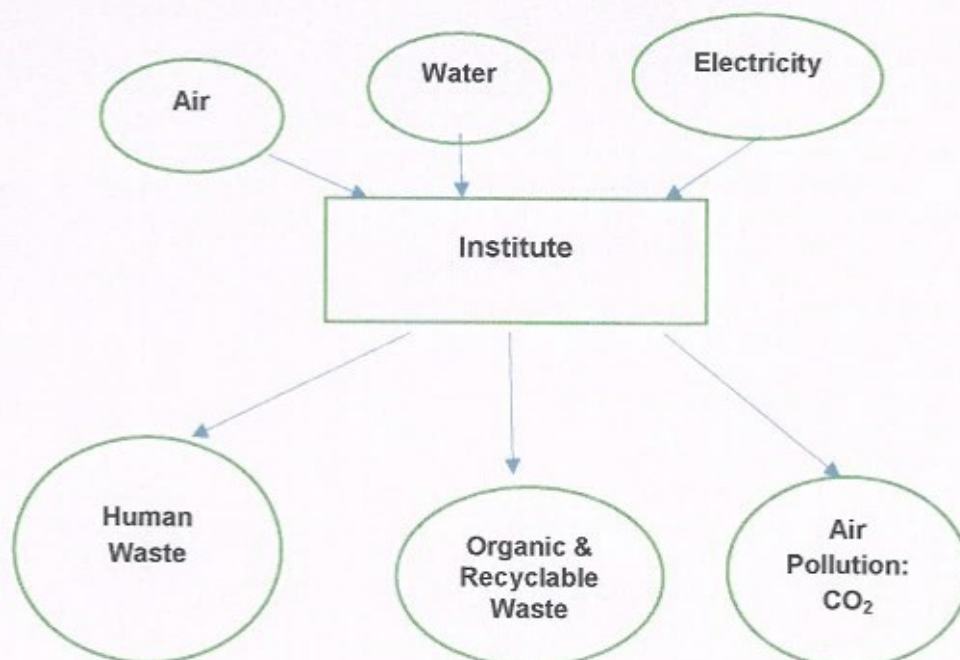 Air
Water
Electricity
Institute
Human
Waste
Organic &
Recyclable
Waste
Air
Pollution:
CO₂